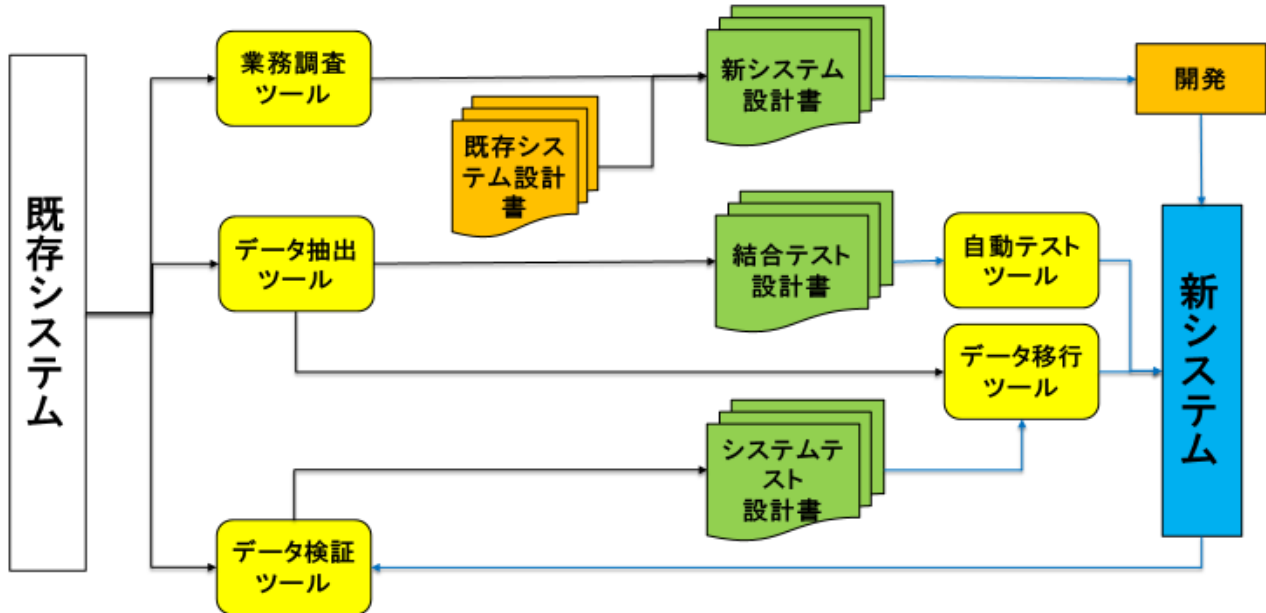 既存システム
業務調査
ツール
既存シス
テム設計
書
新システム
設計書
開発
データ抽出
ツール
結合テスト
設計書
自動テスト
ツール
データ移行
ツール
システムテ
スト
設計書
データ検証
ツール
新システム